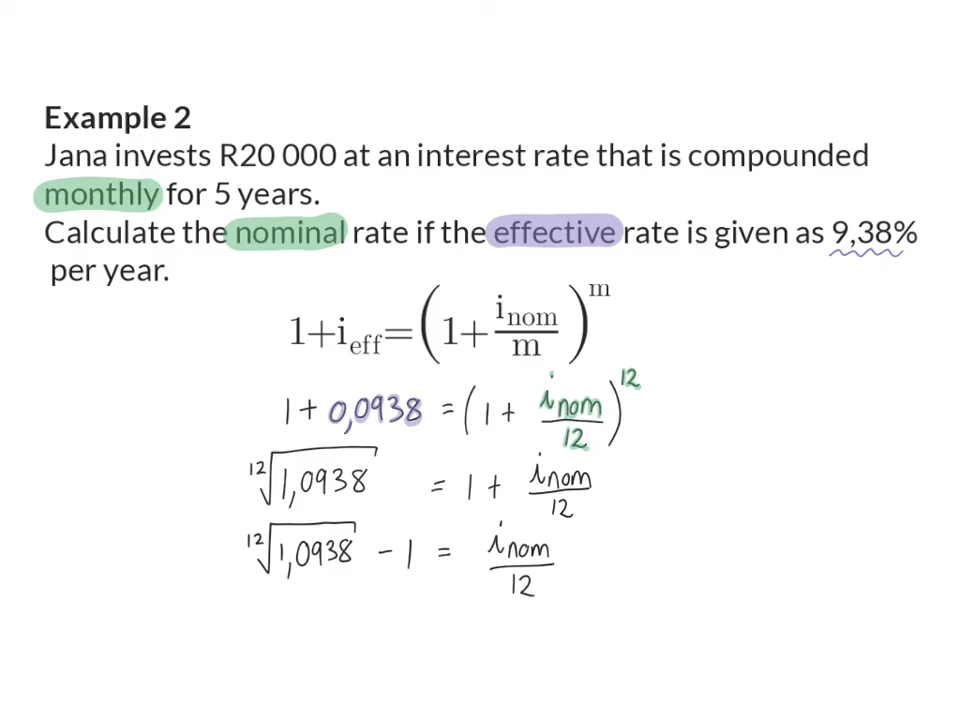 Example 2
Jana invests R20 000 at an interest rate that is compounded
monthly for 5 years.
Calculate the nominal rate if the effective rate is given as 9,38%
per year.
1+i_eff=(1+i_nom/m)^m
1 + 0,0938 = (1 + i_nom/12)^12
¹²√1,0938 = 1 + i_nom/12
¹²√1,0938 - 1 = i_nom/12